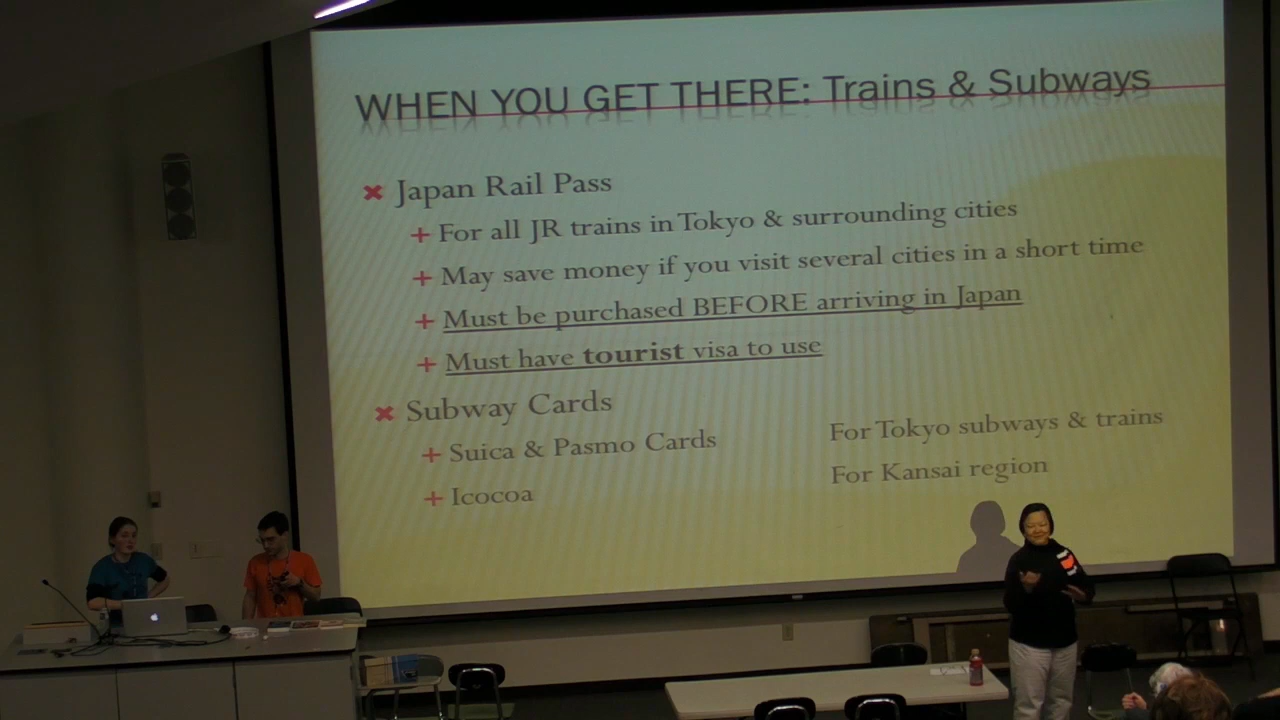 WHEN YOU GET THERE: Trains & Subways
Japan Rail Pass
For all JR trains in Tokyo & surrounding cities
May save money if you visit several cities in a short time
Must be purchased BEFORE arriving in Japan
Must have tourist visa to use
Subway Cards
Suica & Pasmo Cards For Tokyo subways & trains
Icocoa For Kansai region